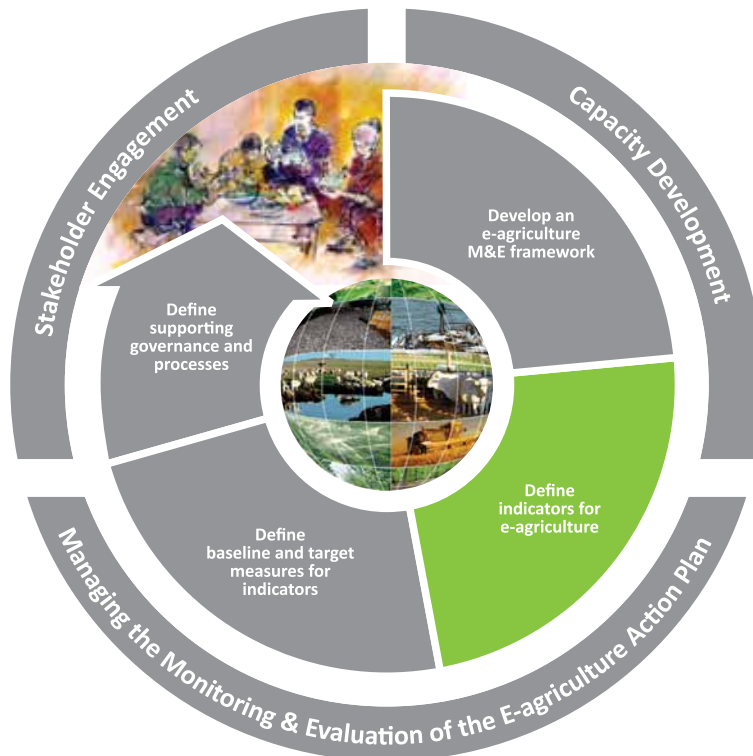 Stakeholder Engagement
Capacity Development
Develop an
e-agriculture
M&E framework
Define
indicators for
e-agriculture
Define
baseline and target
measures for
indicators
Define
supporting
governance and
processes
Managing the Monitoring & Evaluation of the E-agriculture Action Plan